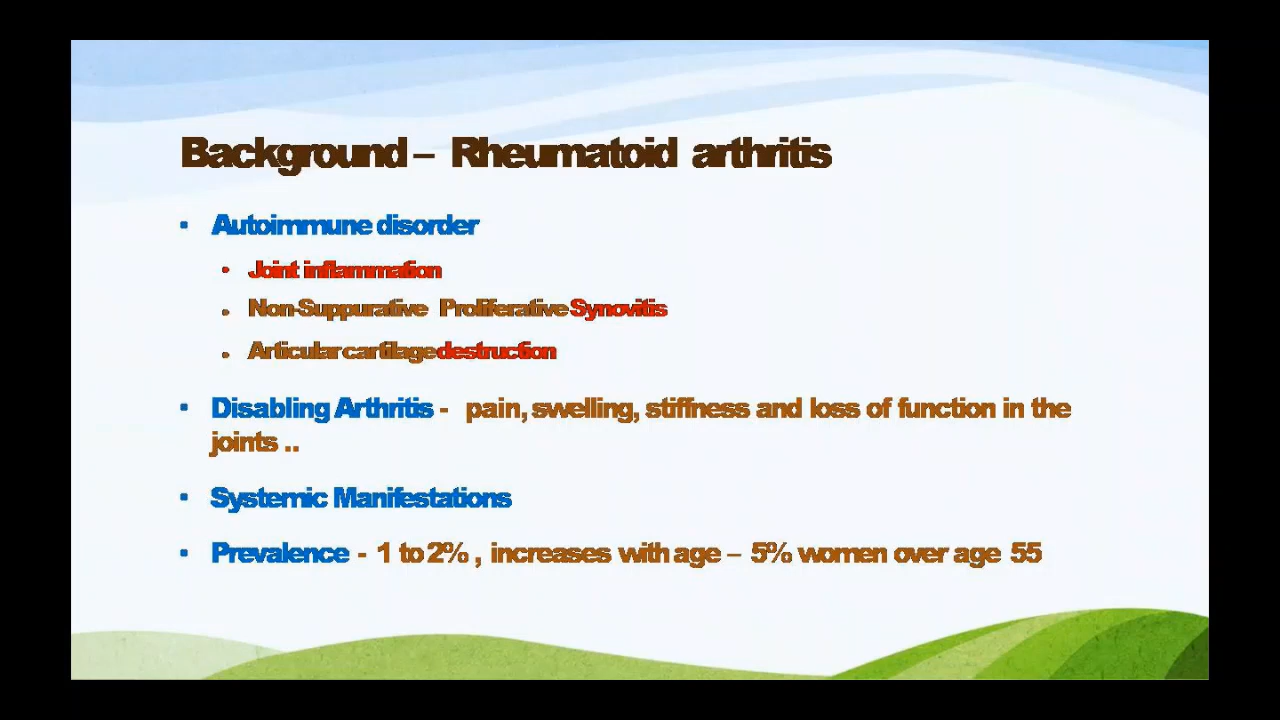 Background – Rheumatoid arthritis
• Autoimmune disorder
• Joint inflammation
• Non-Suppurative Proliferative Synovitis
• Articular cartilage destruction
• Disabling Arthritis - pain, swelling, stiffness and loss of function in the
joints ..
• Systemic Manifestations
• Prevalence - 1 to 2% , increases with age – 5% women over age 55